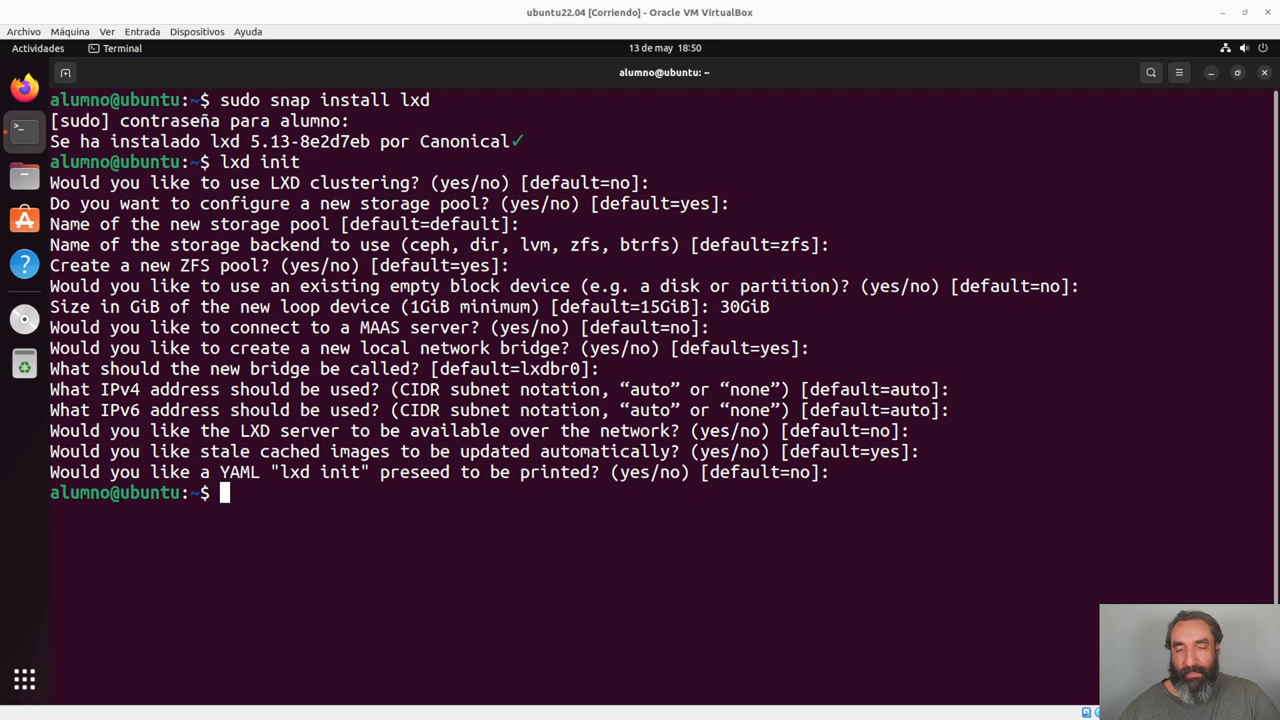 ubuntu22.04 [Corriendo] - Oracle VM VirtualBox
Archivo Máquina Ver Entrada Dispositivos Ayuda
Actividades Terminal 13 de may 18:50
alumno@ubuntu: ~
alumno@ubuntu:~$ sudo snap install lxd
[sudo] contraseña para alumno:
Se ha instalado lxd 5.13-8e2d7eb por Canonical✓
alumno@ubuntu:~$ lxd init
Would you like to use LXD clustering? (yes/no) [default=no]:
Do you want to configure a new storage pool? (yes/no) [default=yes]:
Name of the new storage pool [default=default]:
Name of the storage backend to use (ceph, dir, lvm, zfs, btrfs) [default=zfs]:
Create a new ZFS pool? (yes/no) [default=yes]:
Would you like to use an existing empty block device (e.g. a disk or partition)? (yes/no) [default=no]:
Size in GiB of the new loop device (1GiB minimum) [default=15GiB]: 30GiB
Would you like to connect to a MAAS server? (yes/no) [default=no]:
Would you like to create a new local network bridge? (yes/no) [default=yes]:
What should the new bridge be called? [default=lxdbr0]:
What IPv4 address should be used? (CIDR subnet notation, “auto” or “none”) [default=auto]:
What IPv6 address should be used? (CIDR subnet notation, “auto” or “none”) [default=auto]:
Would you like the LXD server to be available over the network? (yes/no) [default=no]:
Would you like stale cached images to be updated automatically? (yes/no) [default=yes]:
Would you like a YAML "lxd init" preseed to be printed? (yes/no) [default=no]:
alumno@ubuntu:~$